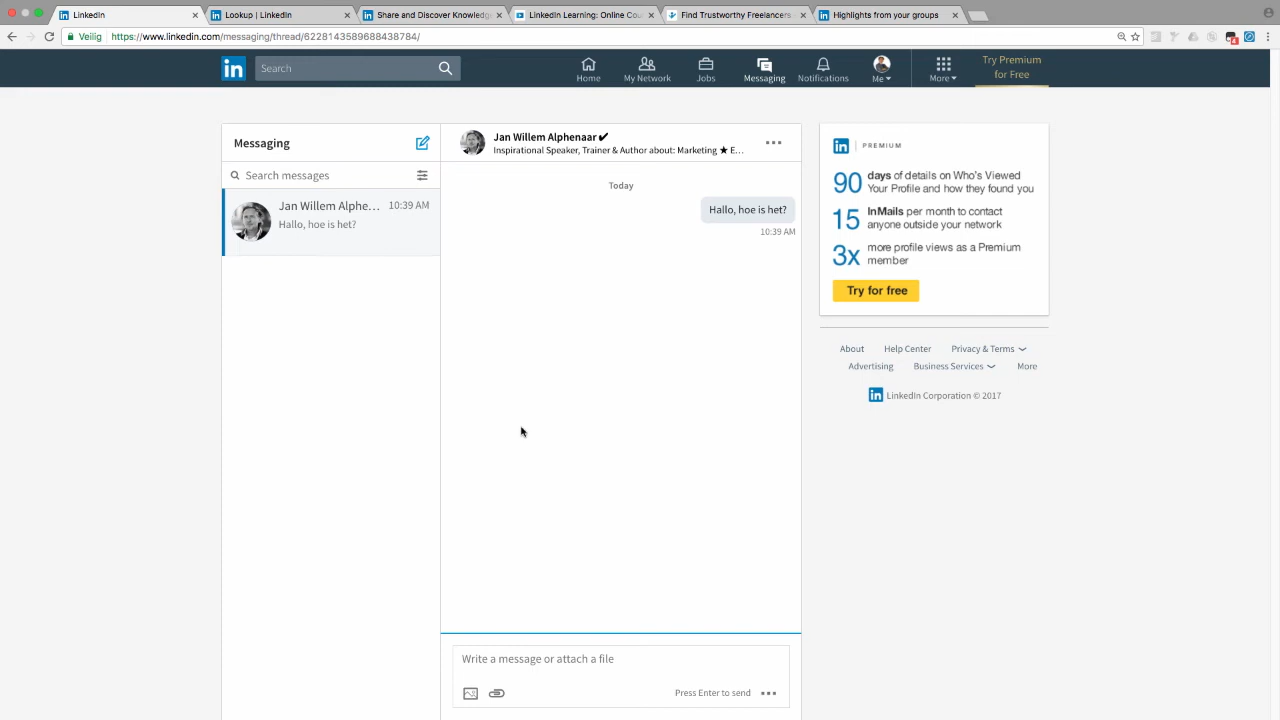 LinkedIn
Lookup | LinkedIn
Share and Discover Knowledge
LinkedIn Learning: Online Cou
Find Trustworthy Freelancers
Highlights from your groups
Veilig
https://www.linkedin.com/messaging/thread/6228143589688438784/
4
in
Search
Home
My Network
Jobs
Messaging
Notifications
Me
More
Try Premium
for Free
Messaging
Search messages
Jan Willem Alphe...
10:39 AM
Hallo, hoe is het?
Jan Willem Alphenaar ✔
Inspirational Speaker, Trainer & Author about: Marketing ★ E...
Today
Hallo, hoe is het?
10:39 AM
Write a message or attach a file
Press Enter to send
in | PREMIUM
90 days of details on Who's Viewed
Your Profile and how they found you
15 InMails per month to contact
anyone outside your network
3x more profile views as a Premium
member
Try for free
About Help Center Privacy & Terms
Advertising Business Services More
in LinkedIn Corporation © 2017